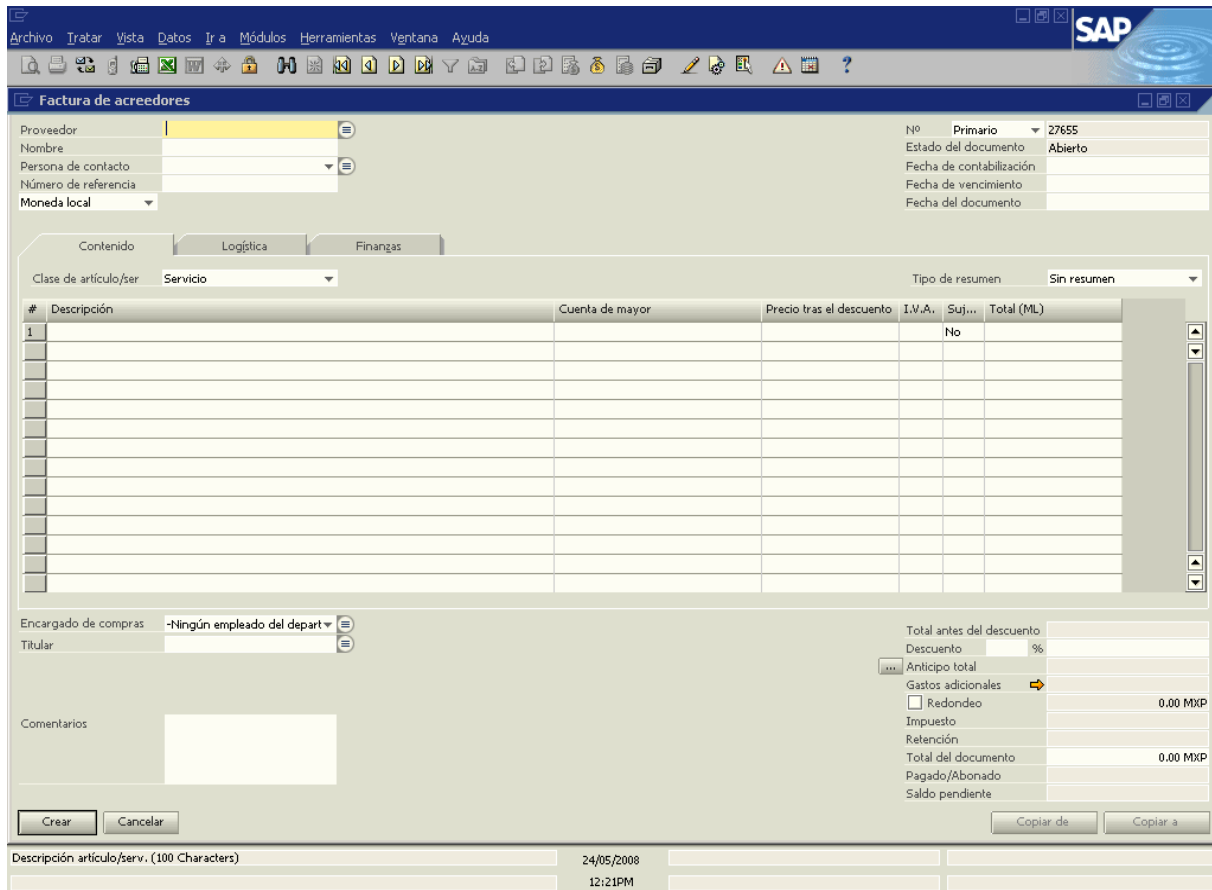 SAP
Archivo Tratar Vista Datos Ir a Módulos Herramientas Ventana Ayuda
Factura de acreedores
Proveedor
Nombre
Persona de contacto
Número de referencia
Moneda local
Nº Primario 27655
Estado del documento Abierto
Fecha de contabilización
Fecha de vencimiento
Fecha del documento
Contenido Logística Finanzas
Clase de artículo/ser Servicio Tipo de resumen Sin resumen
# Descripción Cuenta de mayor Precio tras el descuento I.V.A. Suj... Total (ML)
1 No
Encargado de compras -Ningún empleado del depart
Titular
Comentarios
Total antes del descuento
Descuento %
... Anticipo total
Gastos adicionales
Redondeo 0.00 MXP
Impuesto
Retención
Total del documento 0.00 MXP
Pagado/Abonado
Saldo pendiente
Crear Cancelar Copiar de Copiar a
Descripción artículo/serv. (100 Characters) 24/05/2008
12:21PM